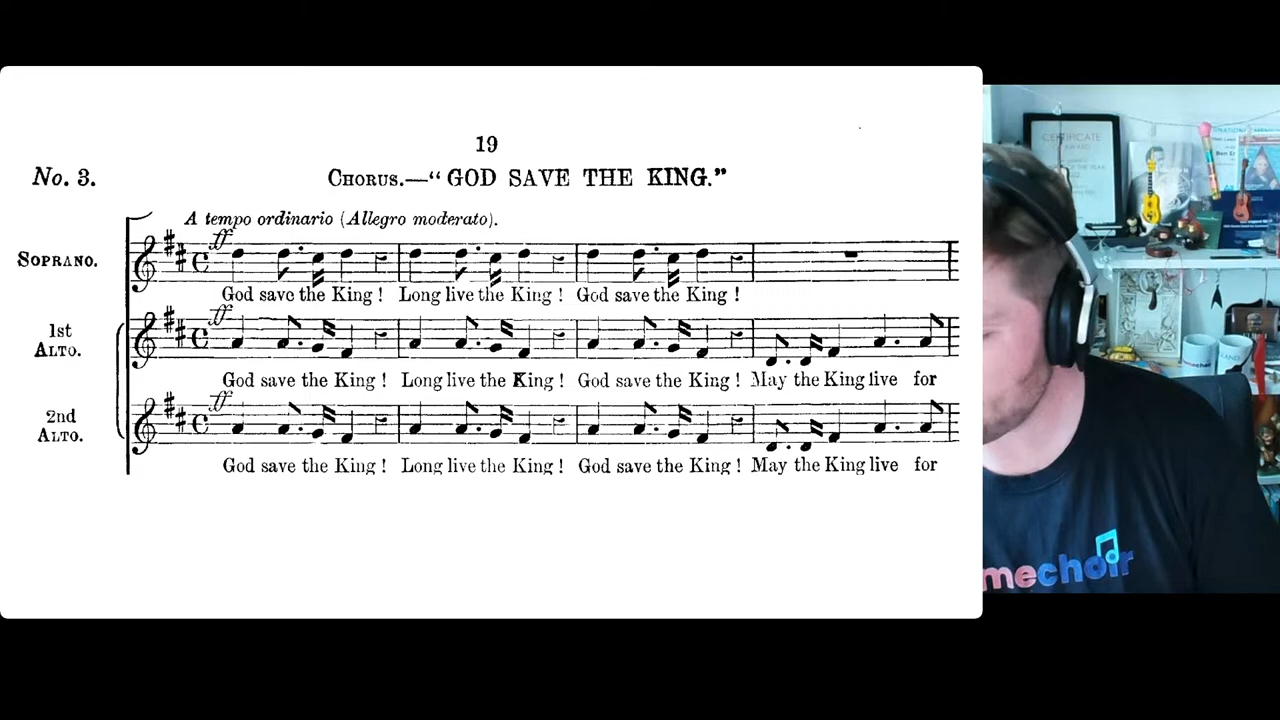 19
No. 3.
CHORUS.—“GOD SAVE THE KING.”
A tempo ordinario (Allegro moderato).
ff
SOPRANO.
God save the King ! Long live the King ! God save the King !
ff
1st
ALTO.
God save the King ! Long live the King ! God save the King ! May the King live for
ff
2nd
ALTO.
God save the King ! Long live the King ! God save the King ! May the King live for
CERTIFICATE
AWARD
mechoir